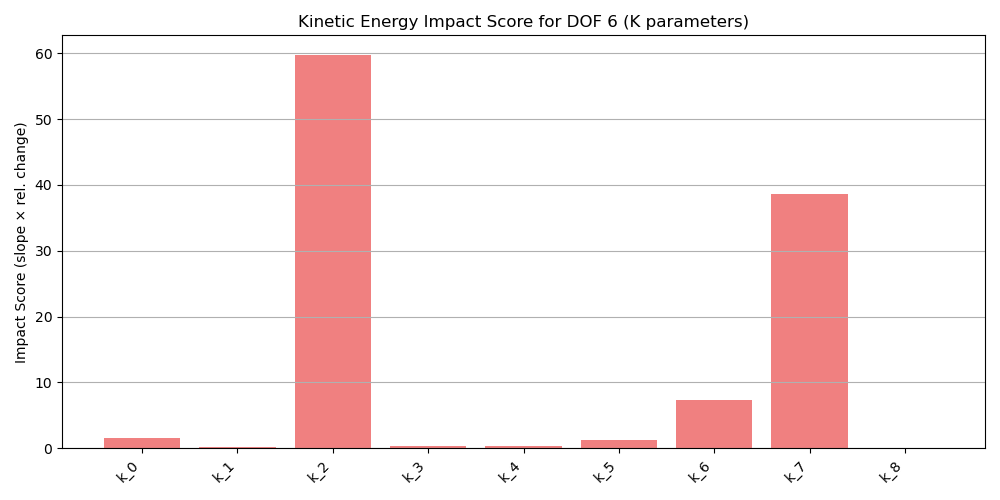 Kinetic Energy Impact Score for DOF 6 (K parameters)
Impact Score (slope × rel. change)
60
50
40
30
20
10
0
k_0
k_1
k_2
k_3
k_4
k_5
k_6
k_7
k_8